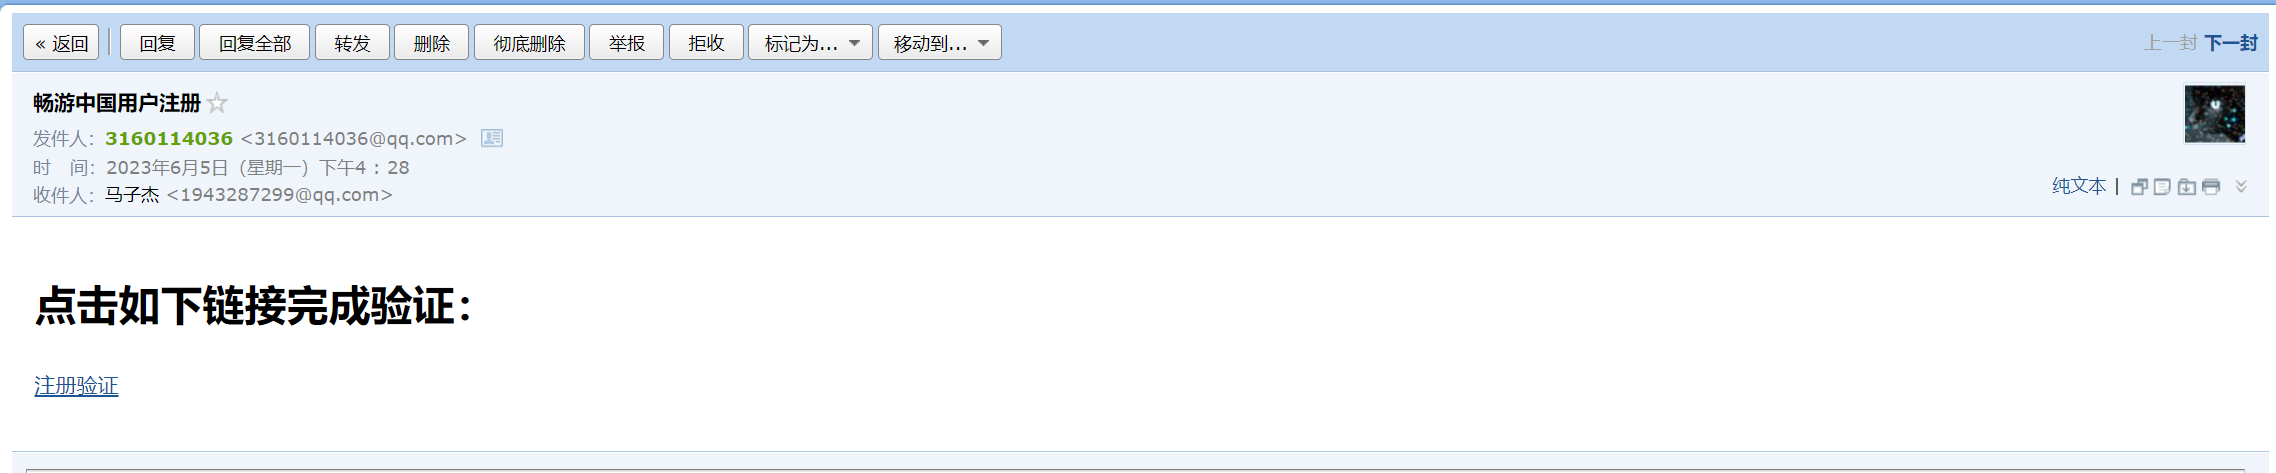 « 返回 回复 回复全部 转发 删除 彻底删除 举报 拒收 标记为... 移动到... 上一封 下一封
畅游中国用户注册
发件人：3160114036 <3160114036@qq.com>
时　间：2023年6月5日（星期一）下午4：28
收件人：马子杰 <1943287299@qq.com>
纯文本 |
点击如下链接完成验证：
注册验证